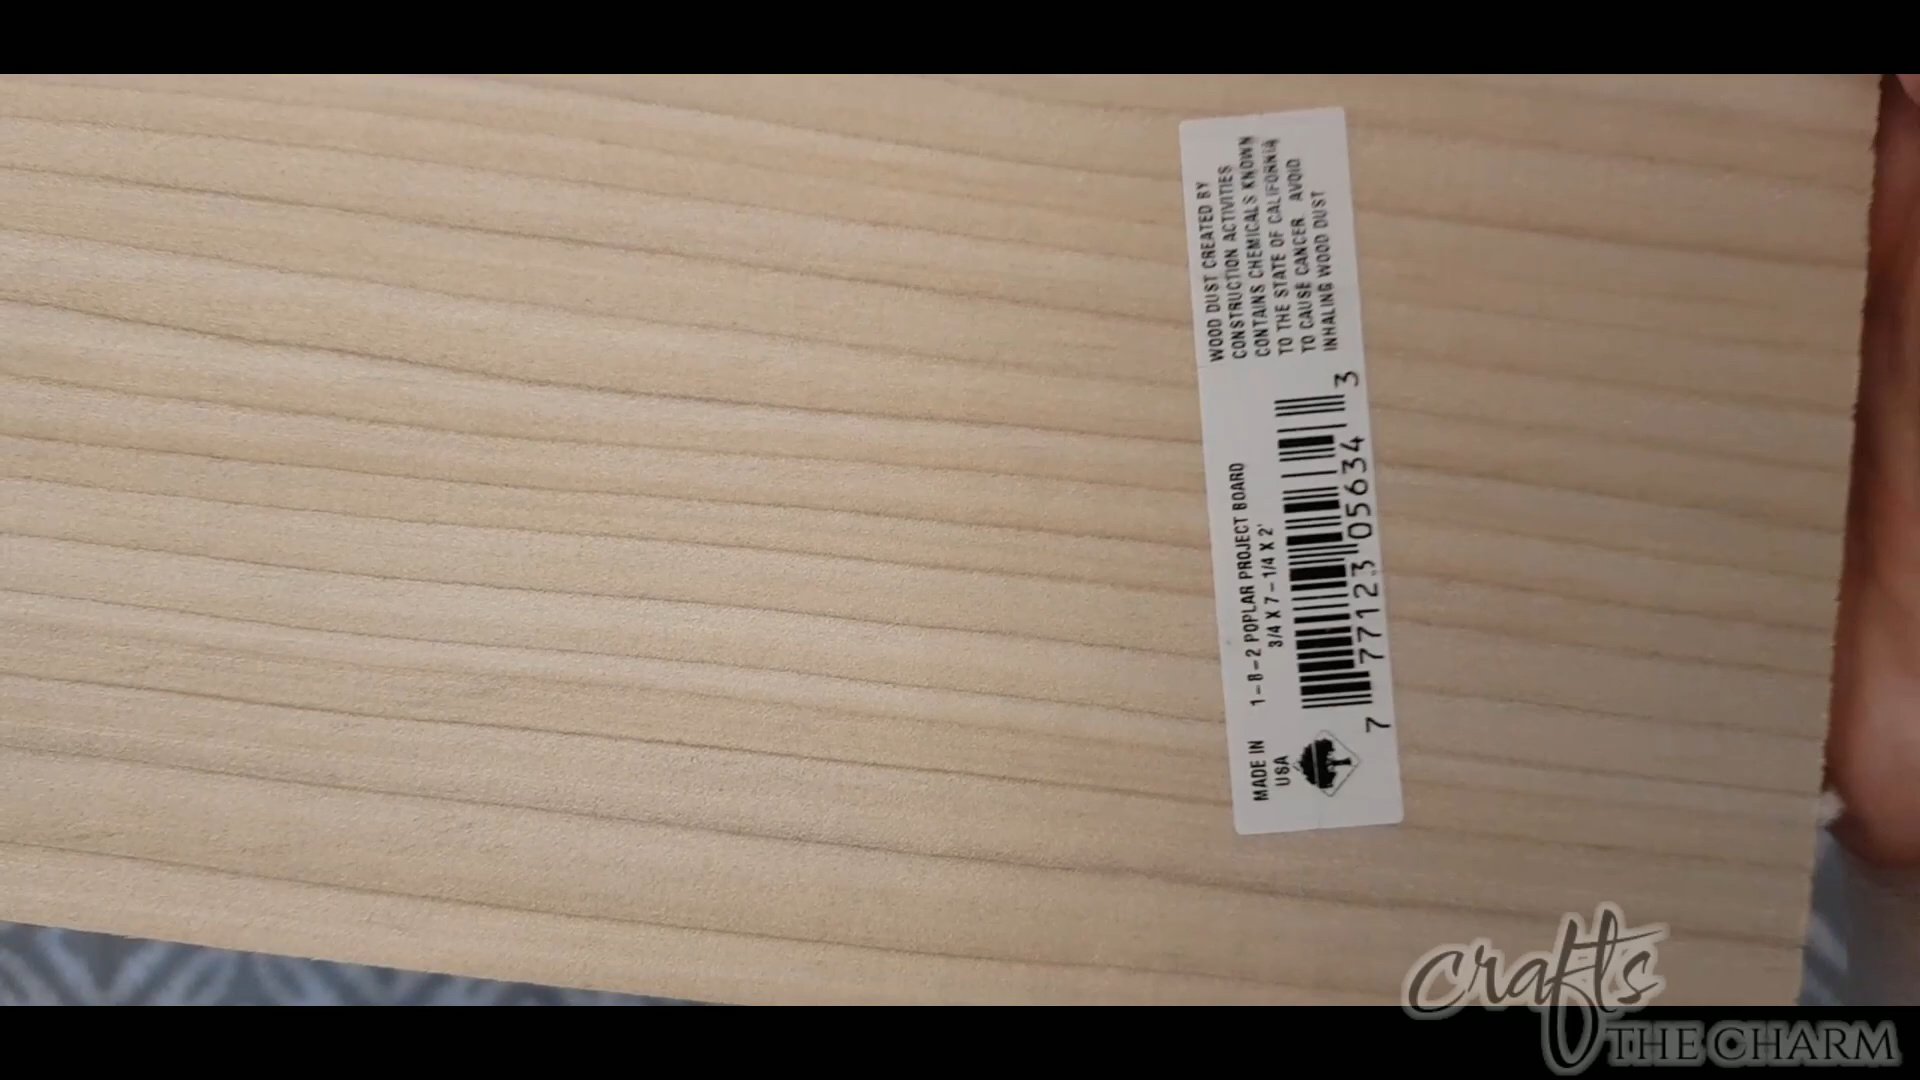 WOOD DUST CREATED BY
CONSTRUCTION ACTIVITIES
CONTAINS CHEMICALS KNOWN
TO THE STATE OF CALIFORNIA
TO CAUSE CANCER. AVOID
INHALING WOOD DUST
MADE IN
USA
1-8-2 POPLAR PROJECT BOARD
3/4 X 7-1/4 X 2'
7 77123 05634 3
crafts
THE CHARM